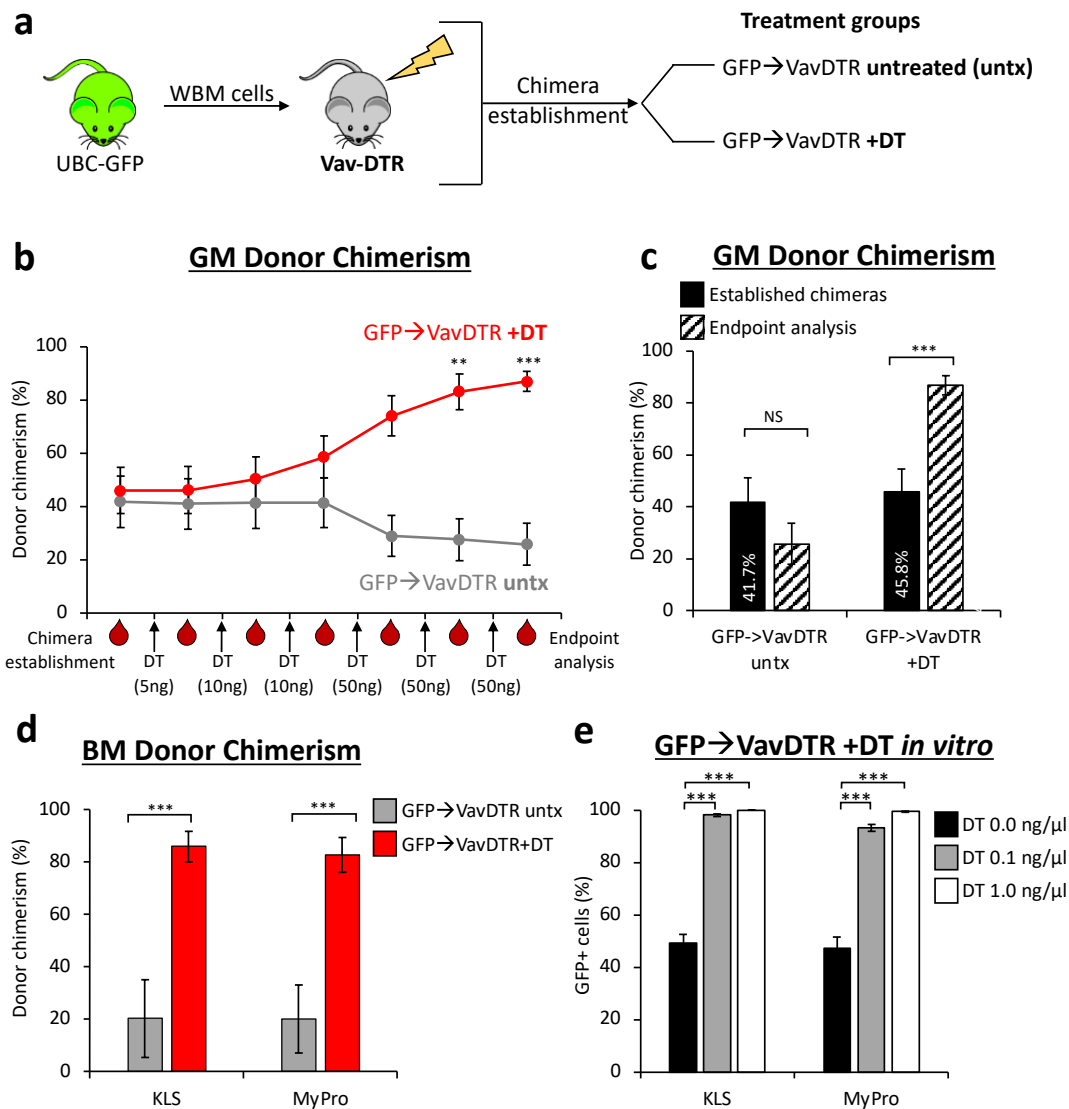 a
Treatment groups
WBM cells
UBC-GFP
Vav-DTR
Chimera
establishment
GFP→VavDTR untreated (untx)
GFP→VavDTR +DT
b
GM Donor Chimerism
GFP→VavDTR +DT
** ***
GFP→VavDTR untx
Donor chimerism (%)
100
80
60
40
20
0
Chimera
establishment
DT DT DT DT DT DT
(5ng) (10ng) (10ng) (50ng) (50ng) (50ng)
Endpoint
analysis
c
GM Donor Chimerism
Established chimeras
Endpoint analysis
Donor chimerism (%)
100
80
60
40
20
0
NS
***
41.7%
45.8%
GFP->VavDTR
untx
GFP->VavDTR
+DT
d
BM Donor Chimerism
GFP→VavDTR untx
GFP→VavDTR+DT
Donor chimerism (%)
100
80
60
40
20
0
*** ***
KLS MyPro
e
GFP→VavDTR +DT in vitro
DT 0.0 ng/µl
DT 0.1 ng/µl
DT 1.0 ng/µl
GFP+ cells (%)
100
80
60
40
20
0
*** ***
*** ***
KLS MyPro